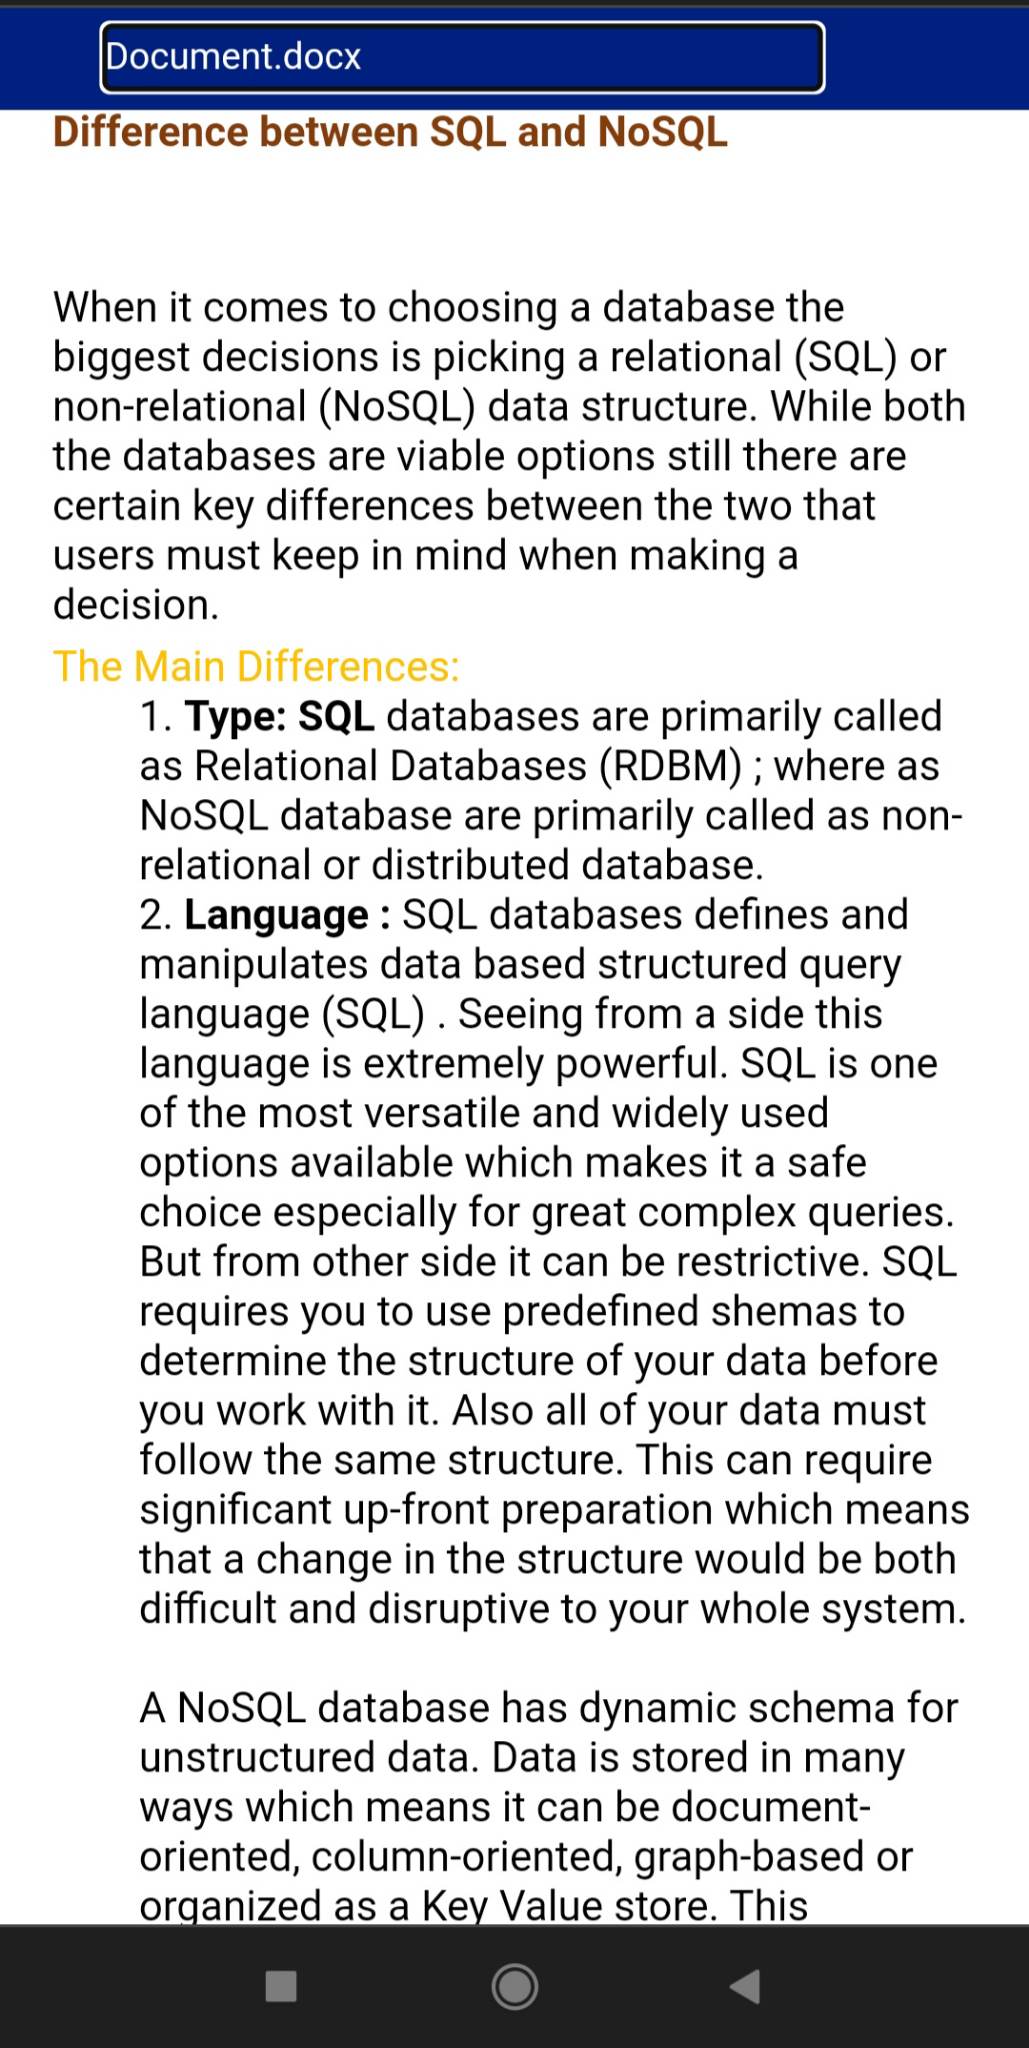 Document.docx
Difference between SQL and NoSQL
When it comes to choosing a database the
biggest decisions is picking a relational (SQL) or
non-relational (NoSQL) data structure. While both
the databases are viable options still there are
certain key differences between the two that
users must keep in mind when making a
decision.
The Main Differences:
1. Type: SQL databases are primarily called
as Relational Databases (RDBM) ; where as
NoSQL database are primarily called as non-
relational or distributed database.
2. Language : SQL databases defines and
manipulates data based structured query
language (SQL) . Seeing from a side this
language is extremely powerful. SQL is one
of the most versatile and widely used
options available which makes it a safe
choice especially for great complex queries.
But from other side it can be restrictive. SQL
requires you to use predefined shemas to
determine the structure of your data before
you work with it. Also all of your data must
follow the same structure. This can require
significant up-front preparation which means
that a change in the structure would be both
difficult and disruptive to your whole system.
A NoSQL database has dynamic schema for
unstructured data. Data is stored in many
ways which means it can be document-
oriented, column-oriented, graph-based or
organized as a Key Value store. This